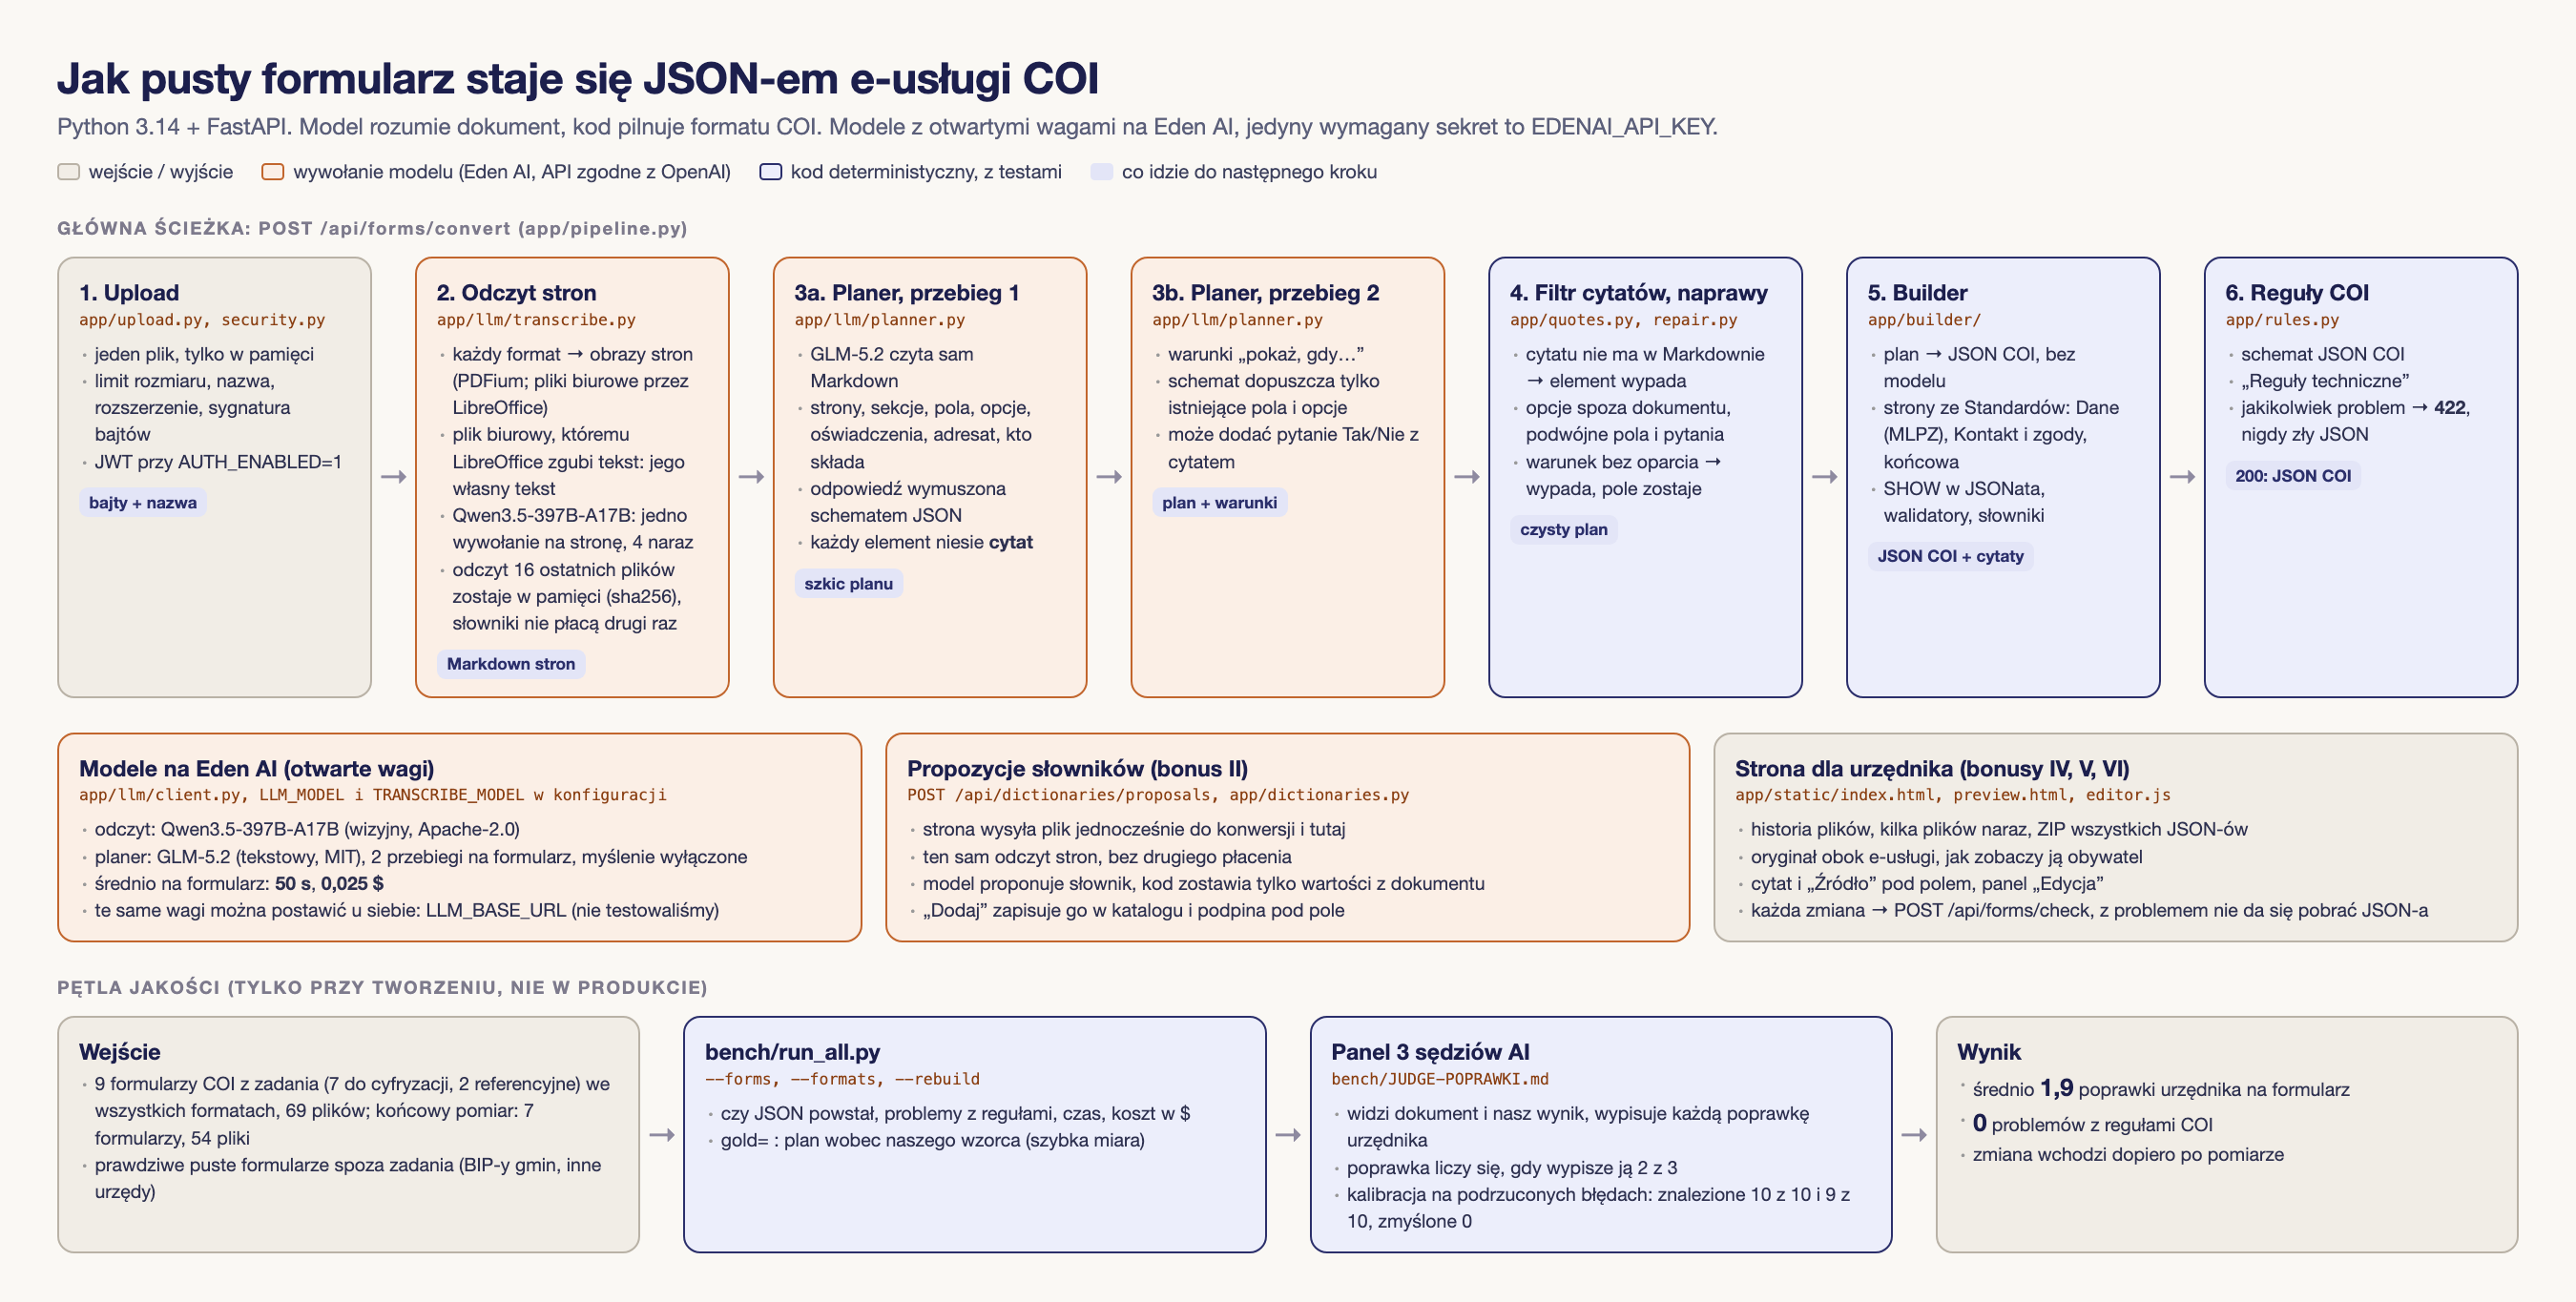 Jak pusty formularz staje się JSON-em e-usługi COI
Python 3.14 + FastAPI. Model rozumie dokument, kod pilnuje formatu COI. Modele z otwartymi wagami na Eden AI, jedyny wymagany sekret to EDENAI_API_KEY.
wejście / wyjście
wywołanie modelu (Eden AI, API zgodne z OpenAI)
kod deterministyczny, z testami
co idzie do następnego kroku
GŁÓWNA ŚCIEŻKA: POST /api/forms/convert (app/pipeline.py)
1. Upload
app/upload.py, security.py
· jeden plik, tylko w pamięci
· limit rozmiaru, nazwa,
rozszerzenie, sygnatura
bajtów
· JWT przy AUTH_ENABLED=1
bajty + nazwa
→
2. Odczyt stron
app/llm/transcribe.py
· każdy format → obrazy stron
(PDFium; pliki biurowe przez
LibreOffice)
· plik biurowy, któremu
LibreOffice zgubi tekst: jego
własny tekst
· Qwen3.5-397B-A17B: jedno
wywołanie na stronę, 4 naraz
· odczyt 16 ostatnich plików
zostaje w pamięci (sha256),
słowniki nie płacą drugi raz
Markdown stron
→
3a. Planer, przebieg 1
app/llm/planner.py
· GLM-5.2 czyta sam
Markdown
· strony, sekcje, pola, opcje,
oświadczenia, adresat, kto
składa
· odpowiedź wymuszona
schematem JSON
· każdy element niesie cytat
szkic planu
→
3b. Planer, przebieg 2
app/llm/planner.py
· warunki „pokaż, gdy…”
· schemat dopuszcza tylko
istniejące pola i opcje
· może dodać pytanie Tak/Nie z
cytatem
plan + warunki
→
4. Filtr cytatów, naprawy
app/quotes.py, repair.py
· cytatu nie ma w Markdownie
→ element wypada
· opcje spoza dokumentu,
podwójne pola i pytania
· warunek bez oparcia →
wypada, pole zostaje
czysty plan
→
5. Builder
app/builder/
· plan → JSON COI, bez
modelu
· strony ze Standardów: Dane
(MLPZ), Kontakt i zgody,
końcowa
· SHOW w JSONata,
walidatory, słowniki
JSON COI + cytaty
→
6. Reguły COI
app/rules.py
· schemat JSON COI
· „Reguły techniczne”
· jakikolwiek problem → 422,
nigdy zły JSON
200: JSON COI
Modele na Eden AI (otwarte wagi)
app/llm/client.py, LLM_MODEL i TRANSCRIBE_MODEL w konfiguracji
· odczyt: Qwen3.5-397B-A17B (wizyjny, Apache-2.0)
· planer: GLM-5.2 (tekstowy, MIT), 2 przebiegi na formularz, myślenie wyłączone
· średnio na formularz: 50 s, 0,025 $
· te same wagi można postawić u siebie: LLM_BASE_URL (nie testowaliśmy)
Propozycje słowników (bonus II)
POST /api/dictionaries/proposals, app/dictionaries.py
· strona wysyła plik jednocześnie do konwersji i tutaj
· ten sam odczyt stron, bez drugiego płacenia
· model proponuje słownik, kod zostawia tylko wartości z dokumentu
· „Dodaj” zapisuje go w katalogu i podpina pod pole
Strona dla urzędnika (bonusy IV, V, VI)
app/static/index.html, preview.html, editor.js
· historia plików, kilka plików naraz, ZIP wszystkich JSON-ów
· oryginał obok e-usługi, jak zobaczy ją obywatel
· cytat i „Źródło” pod polem, panel „Edycja”
· każda zmiana → POST /api/forms/check, z problemem nie da się pobrać JSON-a
PĘTLA JAKOŚCI (TYLKO PRZY TWORZENIU, NIE W PRODUKCIE)
Wejście
· 9 formularzy COI z zadania (7 do cyfryzacji, 2 referencyjne) we
wszystkich formatach, 69 plików; końcowy pomiar: 7
formularzy, 54 pliki
· prawdziwe puste formularze spoza zadania (BIP-y gmin, inne
urzędy)
→
bench/run_all.py
--forms, --formats, --rebuild
· czy JSON powstał, problemy z regułami, czas, koszt w $
· gold= : plan wobec naszego wzorca (szybka miara)
→
Panel 3 sędziów AI
bench/JUDGE-POPRAWKI.md
· widzi dokument i nasz wynik, wypisuje każdą poprawkę
urzędnika
· poprawka liczy się, gdy wypisze ją 2 z 3
· kalibracja na podrzuconych błędach: znalezione 10 z 10 i 9 z
10, zmyślone 0
→
Wynik
· średnio 1,9 poprawki urzędnika na formularz
· 0 problemów z regułami COI
· zmiana wchodzi dopiero po pomiarze